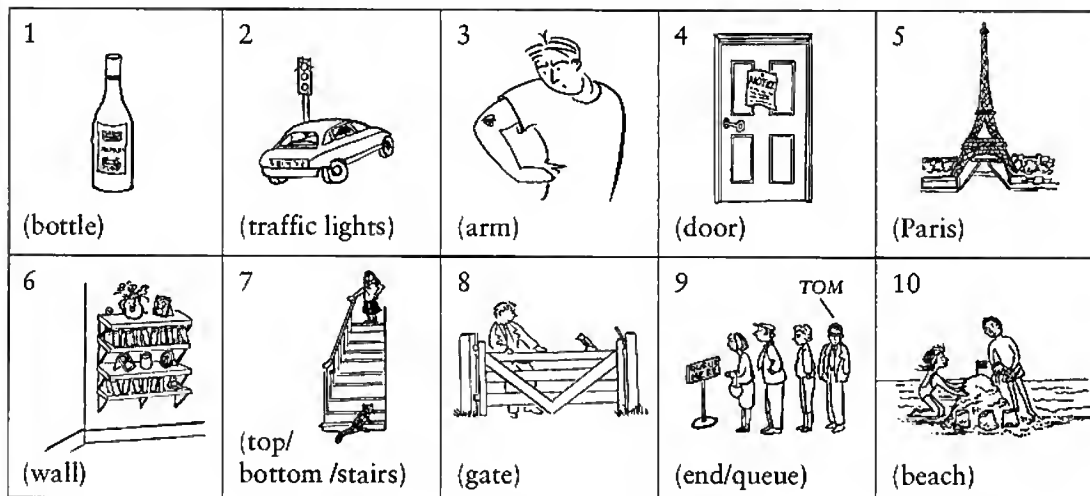 1
(bottle)
2
(traffic lights)
3
(arm)
4
NOTICE
(door)
5
(Paris)
6
(wall)
7
(top/
bottom /stairs)
8
(gate)
9
TOM
(end/queue)
10
(beach)